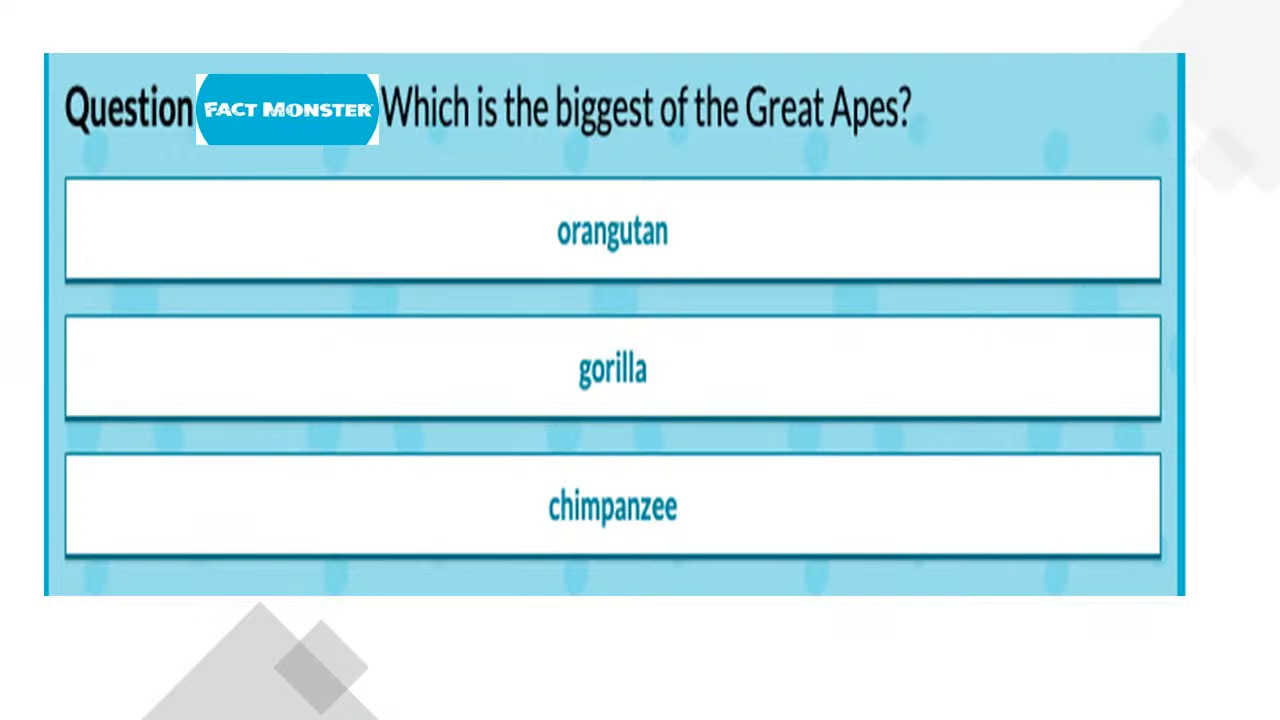 Question FACT MONSTER Which is the biggest of the Great Apes?
orangutan
gorilla
chimpanzee